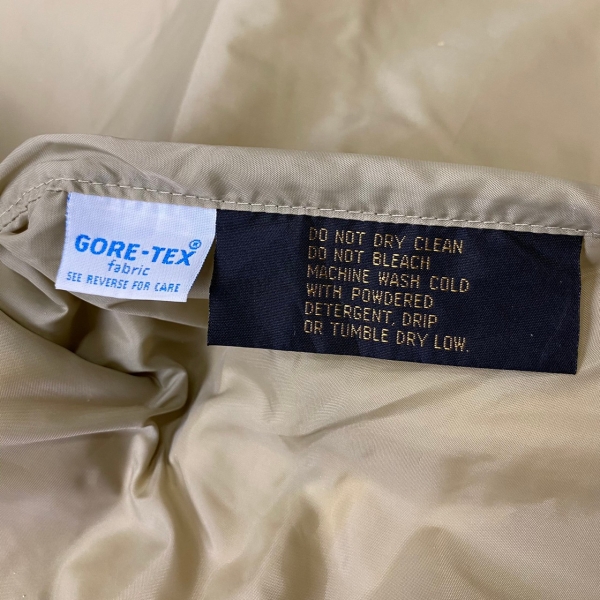 GORE-TEX®
fabric
SEE REVERSE FOR CARE
DO NOT DRY CLEAN
DO NOT BLEACH
MACHINE WASH COLD
WITH POWDERED
DETERGENT, DRIP
OR TUMBLE DRY LOW.